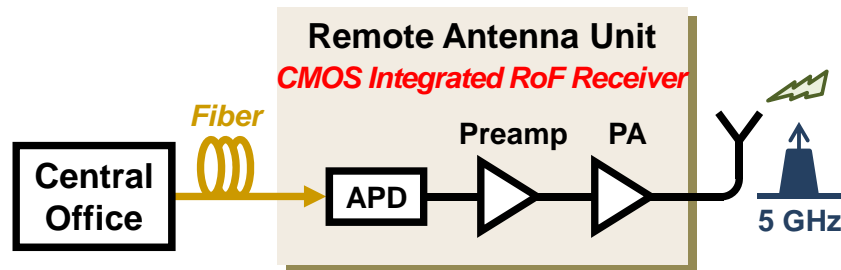 Remote Antenna Unit
CMOS Integrated RoF Receiver
Fiber
Preamp
PA
Central
Office
APD
5 GHz